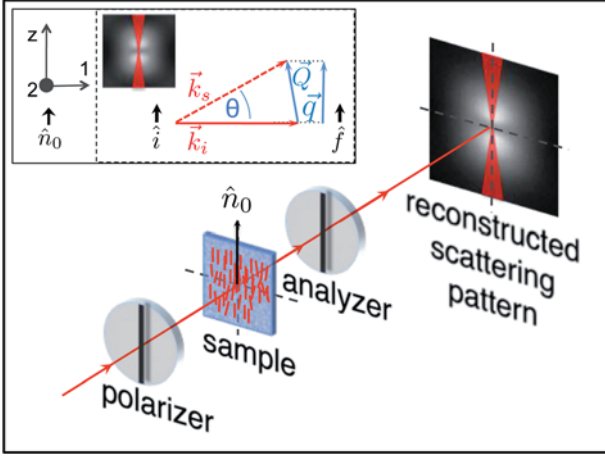 z
1
2
n̂₀
î
k⃗ₛ
θ
k⃗ᵢ
Q⃗
q⃗
f̂
n̂₀
polarizer
sample
analyzer
reconstructed
scattering
pattern